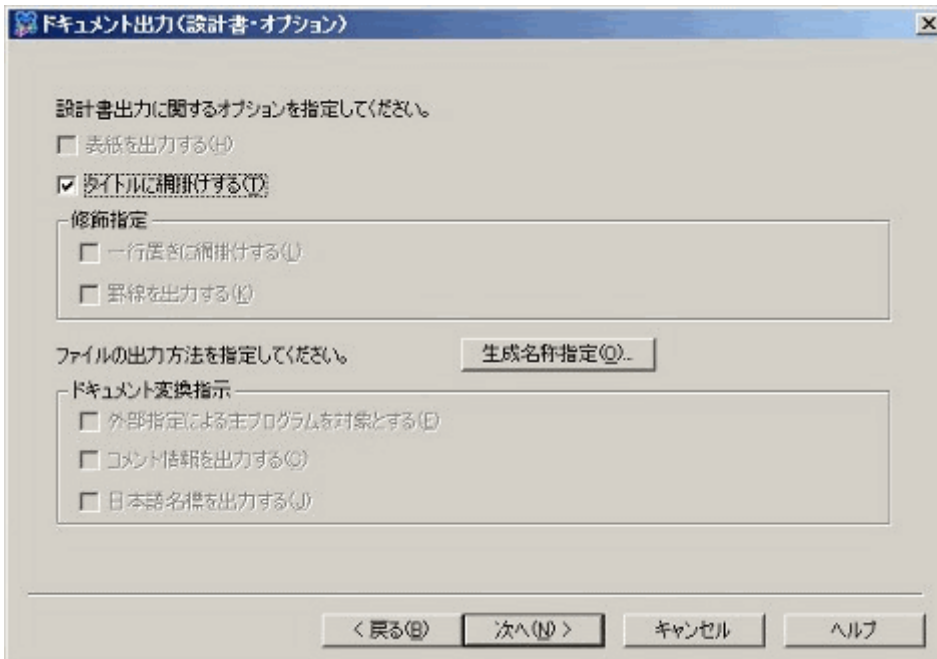 ドキュメント出力(設計書・オプション)
設計書出力に関するオプションを指定してください。
表紙を出力する(H)
タイトルに網掛けする(T)
修飾指定
一行置きに網掛けする(L)
罫線を出力する(K)
ファイルの出力方法を指定してください。
生成名称指定(O)...
ドキュメント変換指示
外部指定による主プログラムを対象とする(E)
コメント情報を出力する(C)
日本語名標を出力する(J)
< 戻る(B)
次へ(N) >
キャンセル
ヘルプ